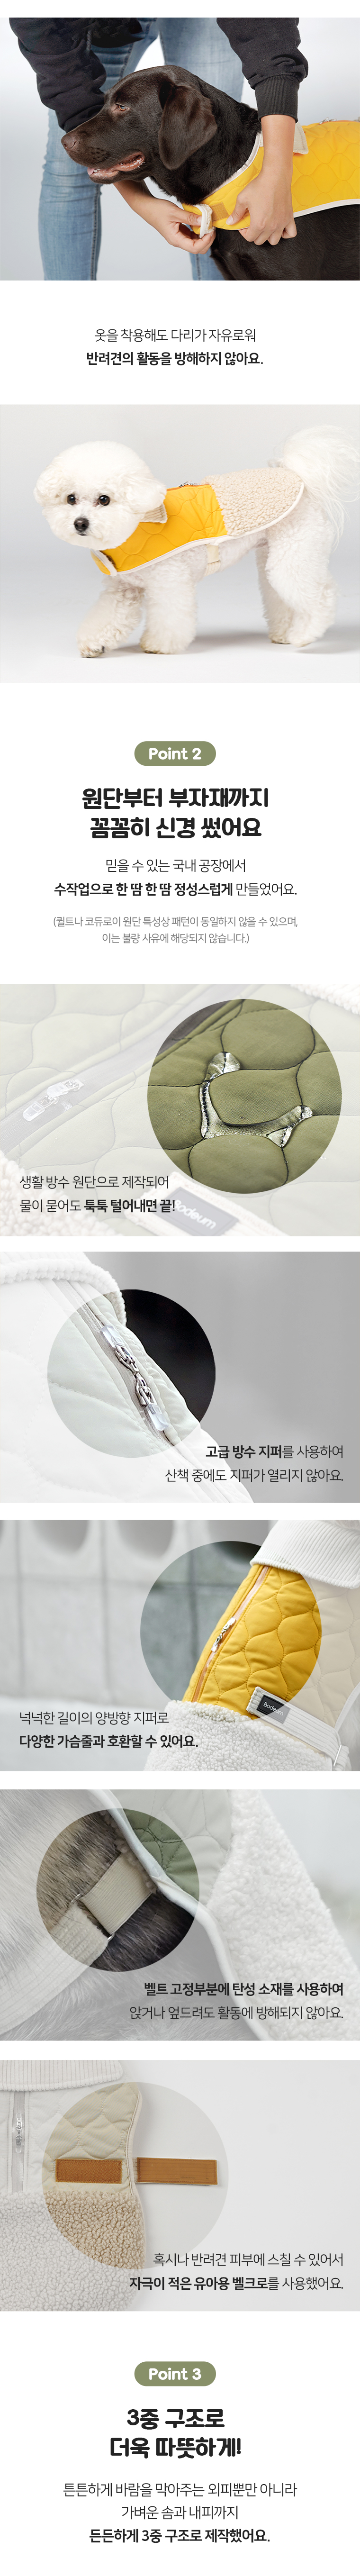 옷을 착용해도 다리가 자유로워
반려견의 활동을 방해하지 않아요.
Point 2
원단부터 부자재까지
꼼꼼히 신경 썼어요
믿을 수 있는 국내 공장에서
수작업으로 한 땀 한 땀 정성스럽게 만들었어요.
(퀼트나 코듀로이 원단 특성상 패턴이 동일하지 않을 수 있으며,
이는 불량 사유에 해당되지 않습니다.)
생활 방수 원단으로 제작되어
물이 묻어도 툭툭 털어내면 끝!
Bodeum
고급 방수 지퍼를 사용하여
산책 중에도 지퍼가 열리지 않아요.
Bodeum
넉넉한 길이의 양방향 지퍼로
다양한 가슴줄과 호환할 수 있어요.
벨트 고정부분에 탄성 소재를 사용하여
앉거나 엎드려도 활동에 방해되지 않아요.
혹시나 반려견 피부에 스칠 수 있어서
자극이 적은 유아용 벨크로를 사용했어요.
Point 3
3중 구조로
더욱 따뜻하게!
튼튼하게 바람을 막아주는 외피뿐만 아니라
가벼운 솜과 내피까지
든든하게 3중 구조로 제작했어요.